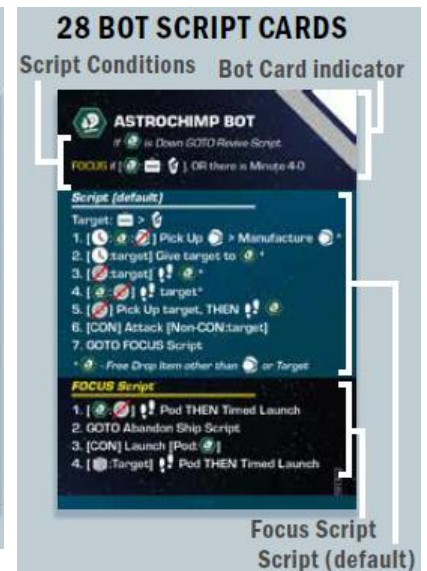 28 BOT SCRIPT CARDS
Script Conditions
Bot Card indicator
ASTROCHIMP BOT
If is Down GOTO Revive Script.
FOCUS if [ : ], OR there is Minute 4-0
Script (default)
Target: >
1. [ : : ] Pick Up > Manufacture *
2. [ :target] Give target to *
3. [ :target] *
4. [ : ] target*
5. [ ] Pick Up target, THEN
6. [CON] Attack [Non-CON:target]
7. GOTO FOCUS Script
* - Free Drop Item other than or Target
FOCUS Script
1. [ : ] Pod THEN Timed Launch
2. GOTO Abandon Ship Script
3. [CON] Launch [Pod: ]
4. [ :Target] Pod THEN Timed Launch
Focus Script
Script (default)